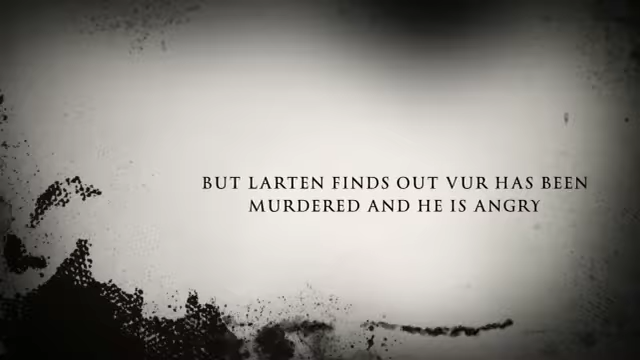 BUT LARTEN FINDS OUT VUR HAS BEEN
MURDERED AND HE IS ANGRY